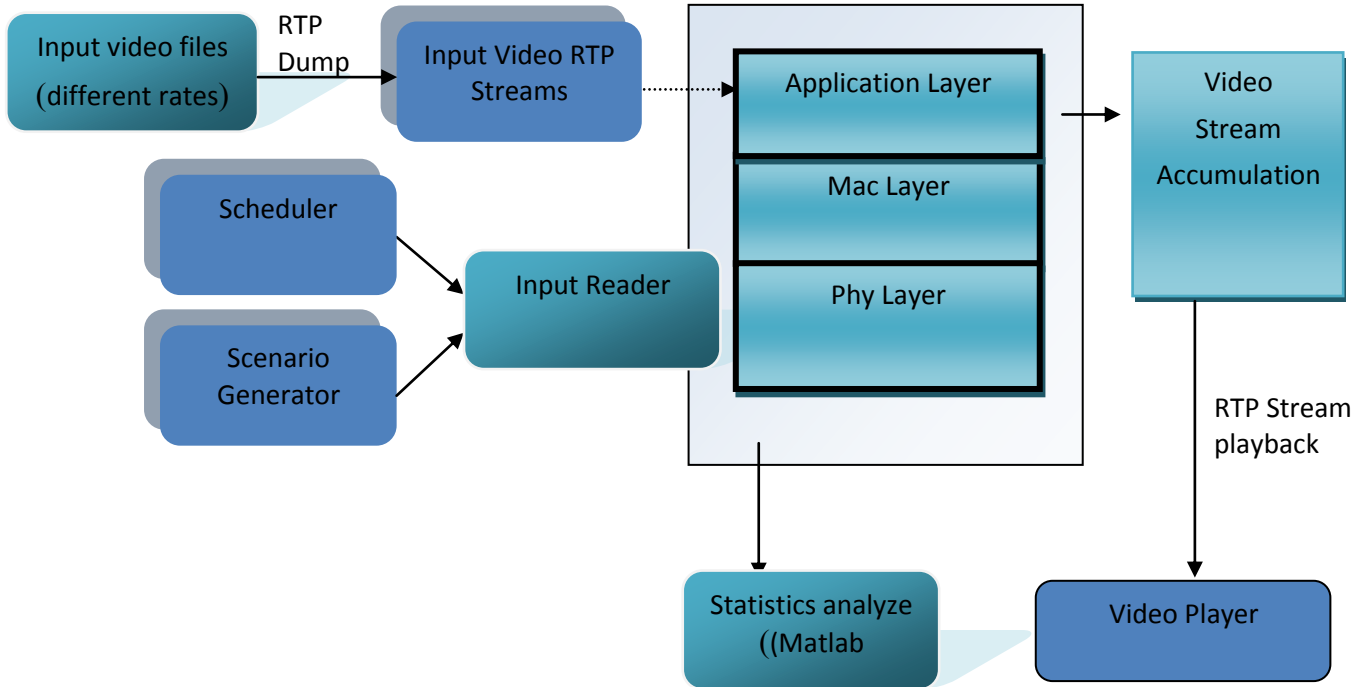 Input video files
(different rates)
RTP
Dump
Input Video RTP
Streams
Application Layer
Mac Layer
Phy Layer
Video
Stream
Accumulation
Scheduler
Scenario
Generator
Input Reader
RTP Stream
playback
Statistics analyze
((Matlab
Video Player